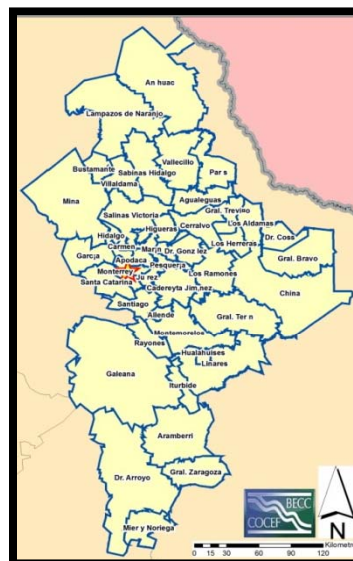 An huac
Lampazos de Naranjo
Vallecillo
Par s
Bustamante
Sabinas Hidalgo
Villaldama
Agualeguas
Mina
Gral. Trevino
Salinas Victoria
Los Aldamas
Higueras
Cerralvo
Hidalgo
Dr. Coss
Carmen
Marin
Dr. Gonz lez
Los Herreras
Garc¡a
Apodaca
Gral. Bravo
Pesquer¡a
Monterrey
Ju rez
Los Ramones
Santa Catarina
Cadereyta Jim nez
China
Santiago
Allende
Gral. Ter n
Montemorelos
Rayones
Hualahuises
Linares
Galeana
Iturbide
Aramberri
Dr. Arroyo
Gral. Zaragoza
Mier y Noriega
BECC
COCEF
N
Kilometr
0 15 30 60 90 120